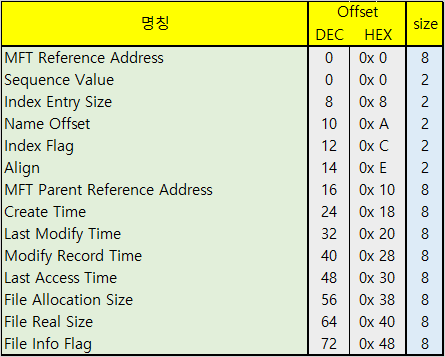 명칭 Offset size
DEC HEX
MFT Reference Address 0 0x 0 8
Sequence Value 0 0x 0 2
Index Entry Size 8 0x 8 2
Name Offset 10 0x A 2
Index Flag 12 0x C 2
Align 14 0x E 2
MFT Parent Reference Address 16 0x 10 8
Create Time 24 0x 18 8
Last Modify Time 32 0x 20 8
Modify Record Time 40 0x 28 8
Last Access Time 48 0x 30 8
File Allocation Size 56 0x 38 8
File Real Size 64 0x 40 8
File Info Flag 72 0x 48 8